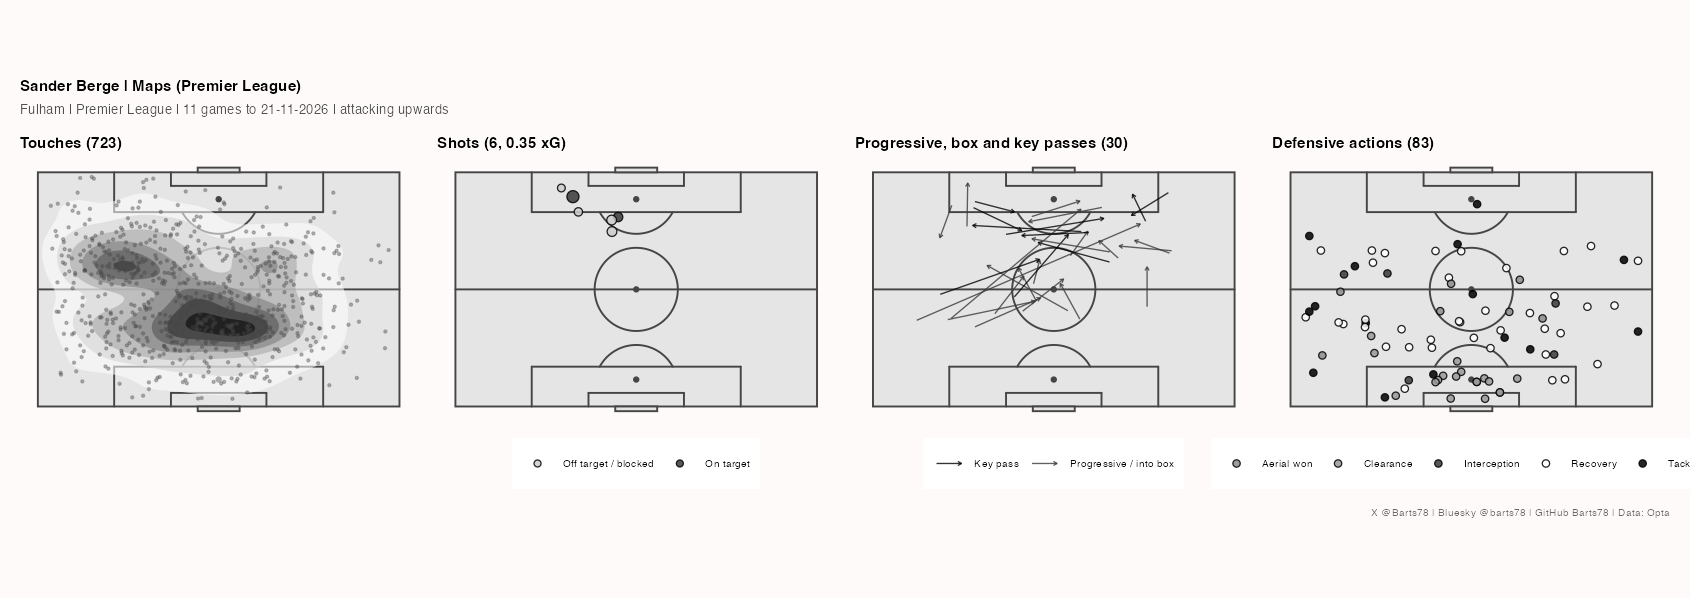 Sander Berge | Maps (Premier League)
Fulham | Premier League | 11 games to 21-11-2026 | attacking upwards
Touches (723)
Shots (6, 0.35 xG)
Progressive, box and key passes (30)
Defensive actions (83)
Off target / blocked
On target
Key pass
Progressive / into box
Aerial won
Clearance
Interception
Recovery
Tack
X @Barts78 | Bluesky @barts78 | GitHub Barts78 | Data: Opta